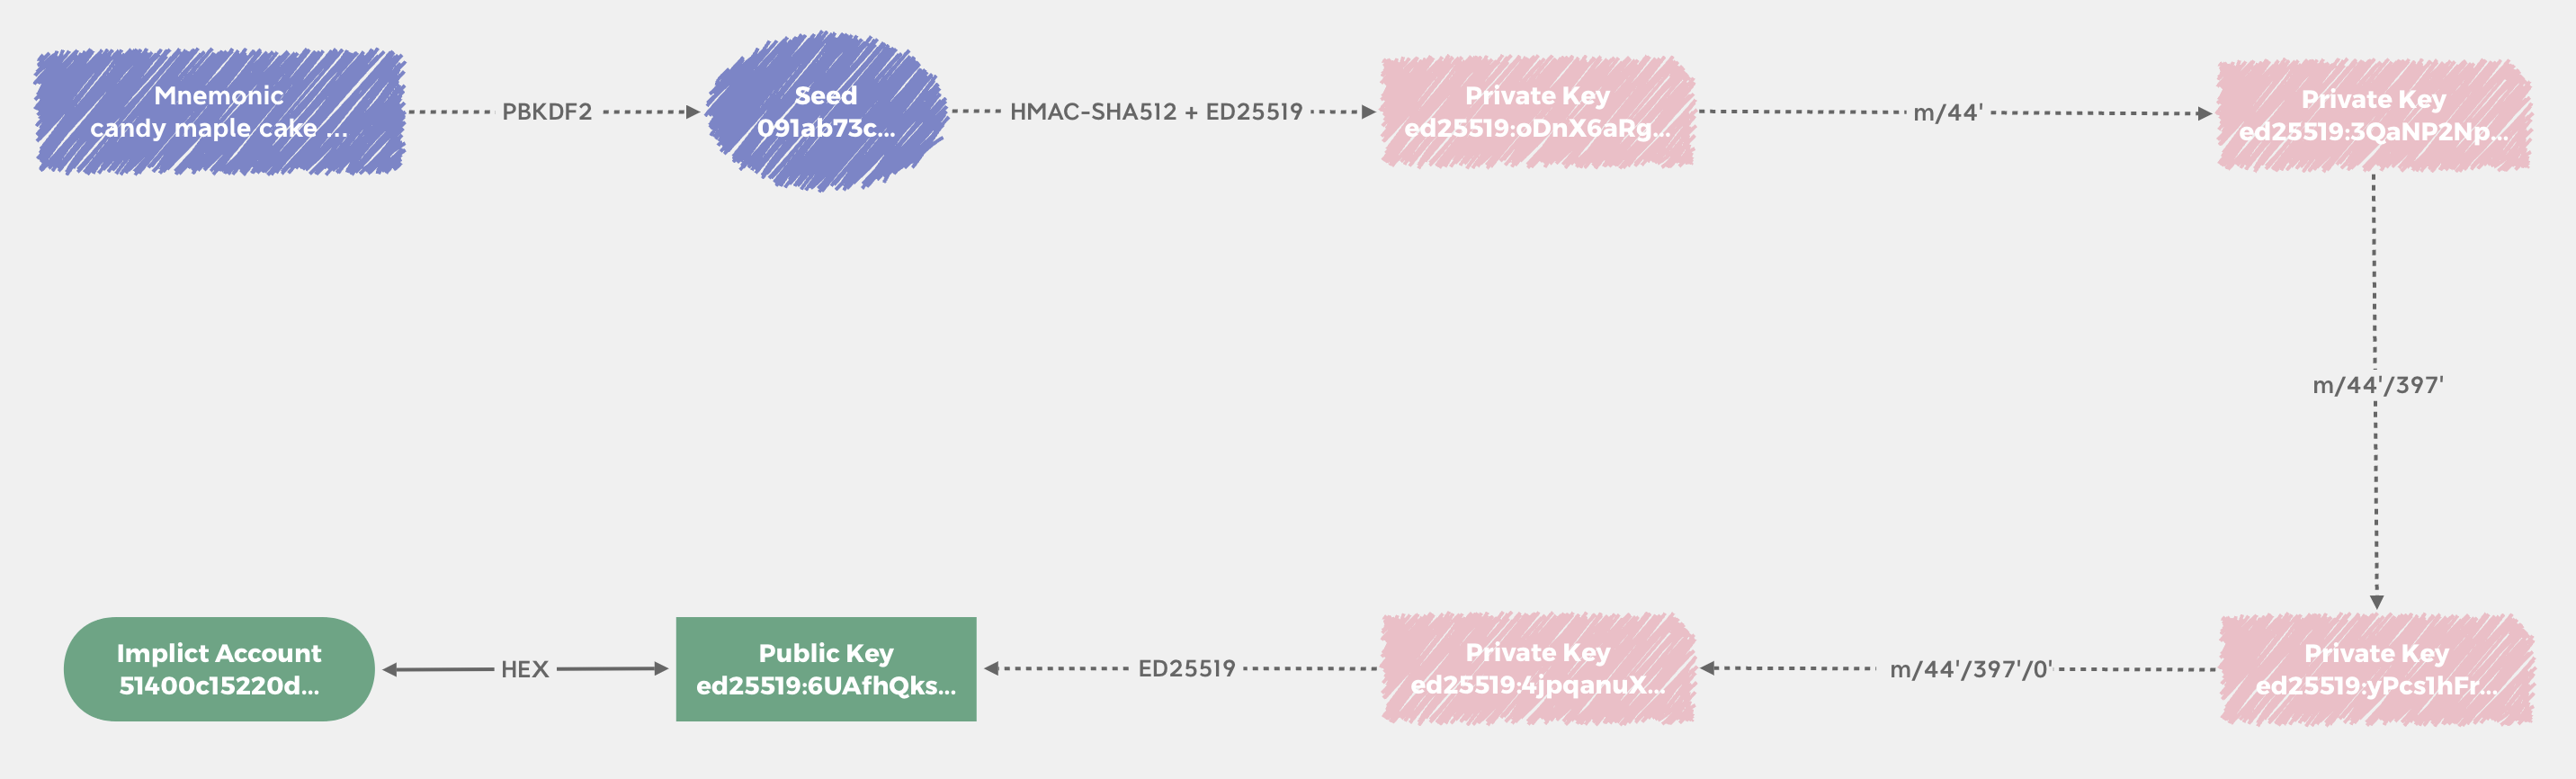 Mnemonic
candy maple cake ...
PBKDF2
Seed
091ab73c...
HMAC-SHA512 + ED25519
Private Key
ed25519:oDnX6aRg...
m/44'
Private Key
ed25519:3QaNP2Np...
m/44'/397'
Private Key
ed25519:yPcs1hFr...
m/44'/397'/0'
Private Key
ed25519:4jpqanuX...
ED25519
Public Key
ed25519:6UAfhQks...
HEX
Implict Account
51400c15220d...